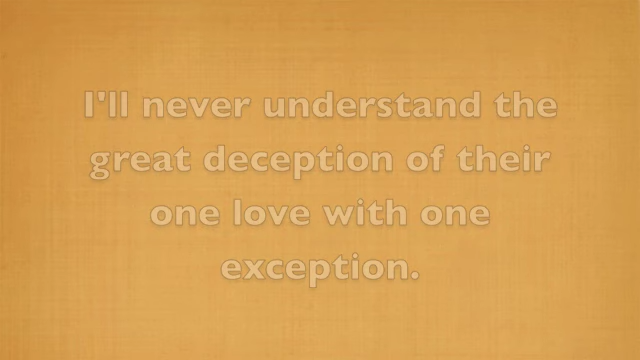 I'll never understand the
great deception of their
one love with one
exception.